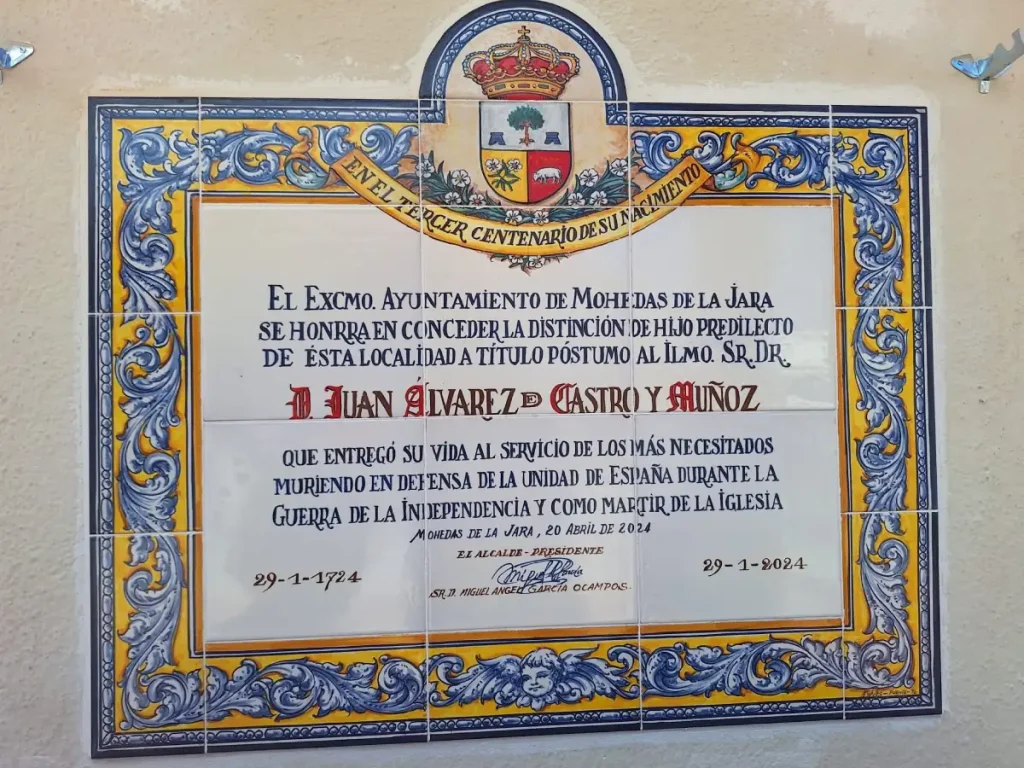 EN EL TERCER CENTENARIO DE SU NACIMIENTO
EL EXCMO. AYUNTAMIENTO DE MOHEDAS DE LA JARA
SE HONRRA EN CONCEDER LA DISTINCIÓN DE HIJO PREDILECTO
DE ÉSTA LOCALIDAD A TÍTULO PÓSTUMO AL ILMO. SR. DR.
D. JUAN ÁLVAREZ DE CASTRO Y MUÑOZ
QUE ENTREGÓ SU VIDA AL SERVICIO DE LOS MÁS NECESITADOS
MURIENDO EN DEFENSA DE LA UNIDAD DE ESPAÑA DURANTE LA
GUERRA DE LA INDEPENDENCIA Y COMO MARTIR DE LA IGLESIA
MOHEDAS DE LA JARA, 20 ABRIL DE 2024
EL ALCALDE-PRESIDENTE
29-1-1724
29-1-2024
SR. D. MIGUEL ANGEL GARCÍA OCAMPOS.